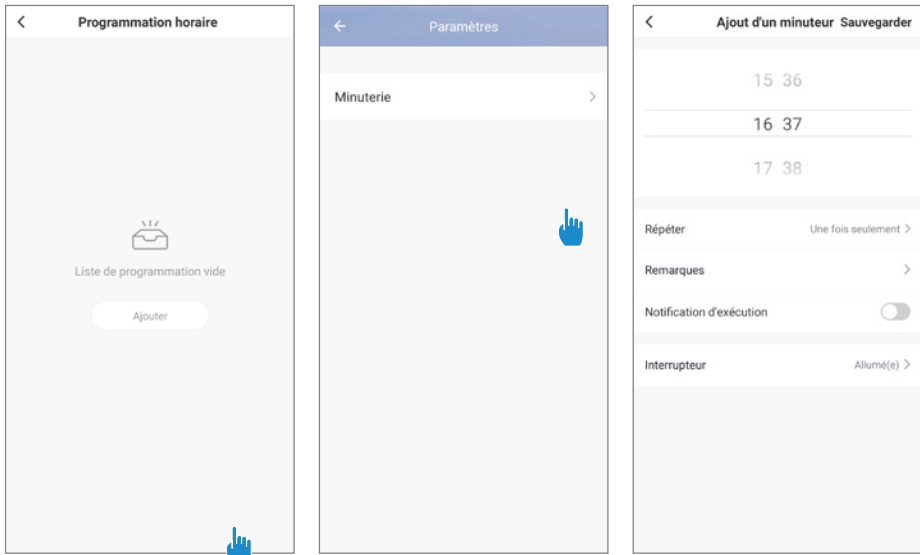 Programmation horaire
Liste de programmation vide
Ajouter
Paramètres
Minuterie
Ajout d'un minuteur Sauvegarder
15 36
16 37
17 38
Répéter Une fois seulement
Remarques
Notification d'exécution
Interrupteur Allumé(e)